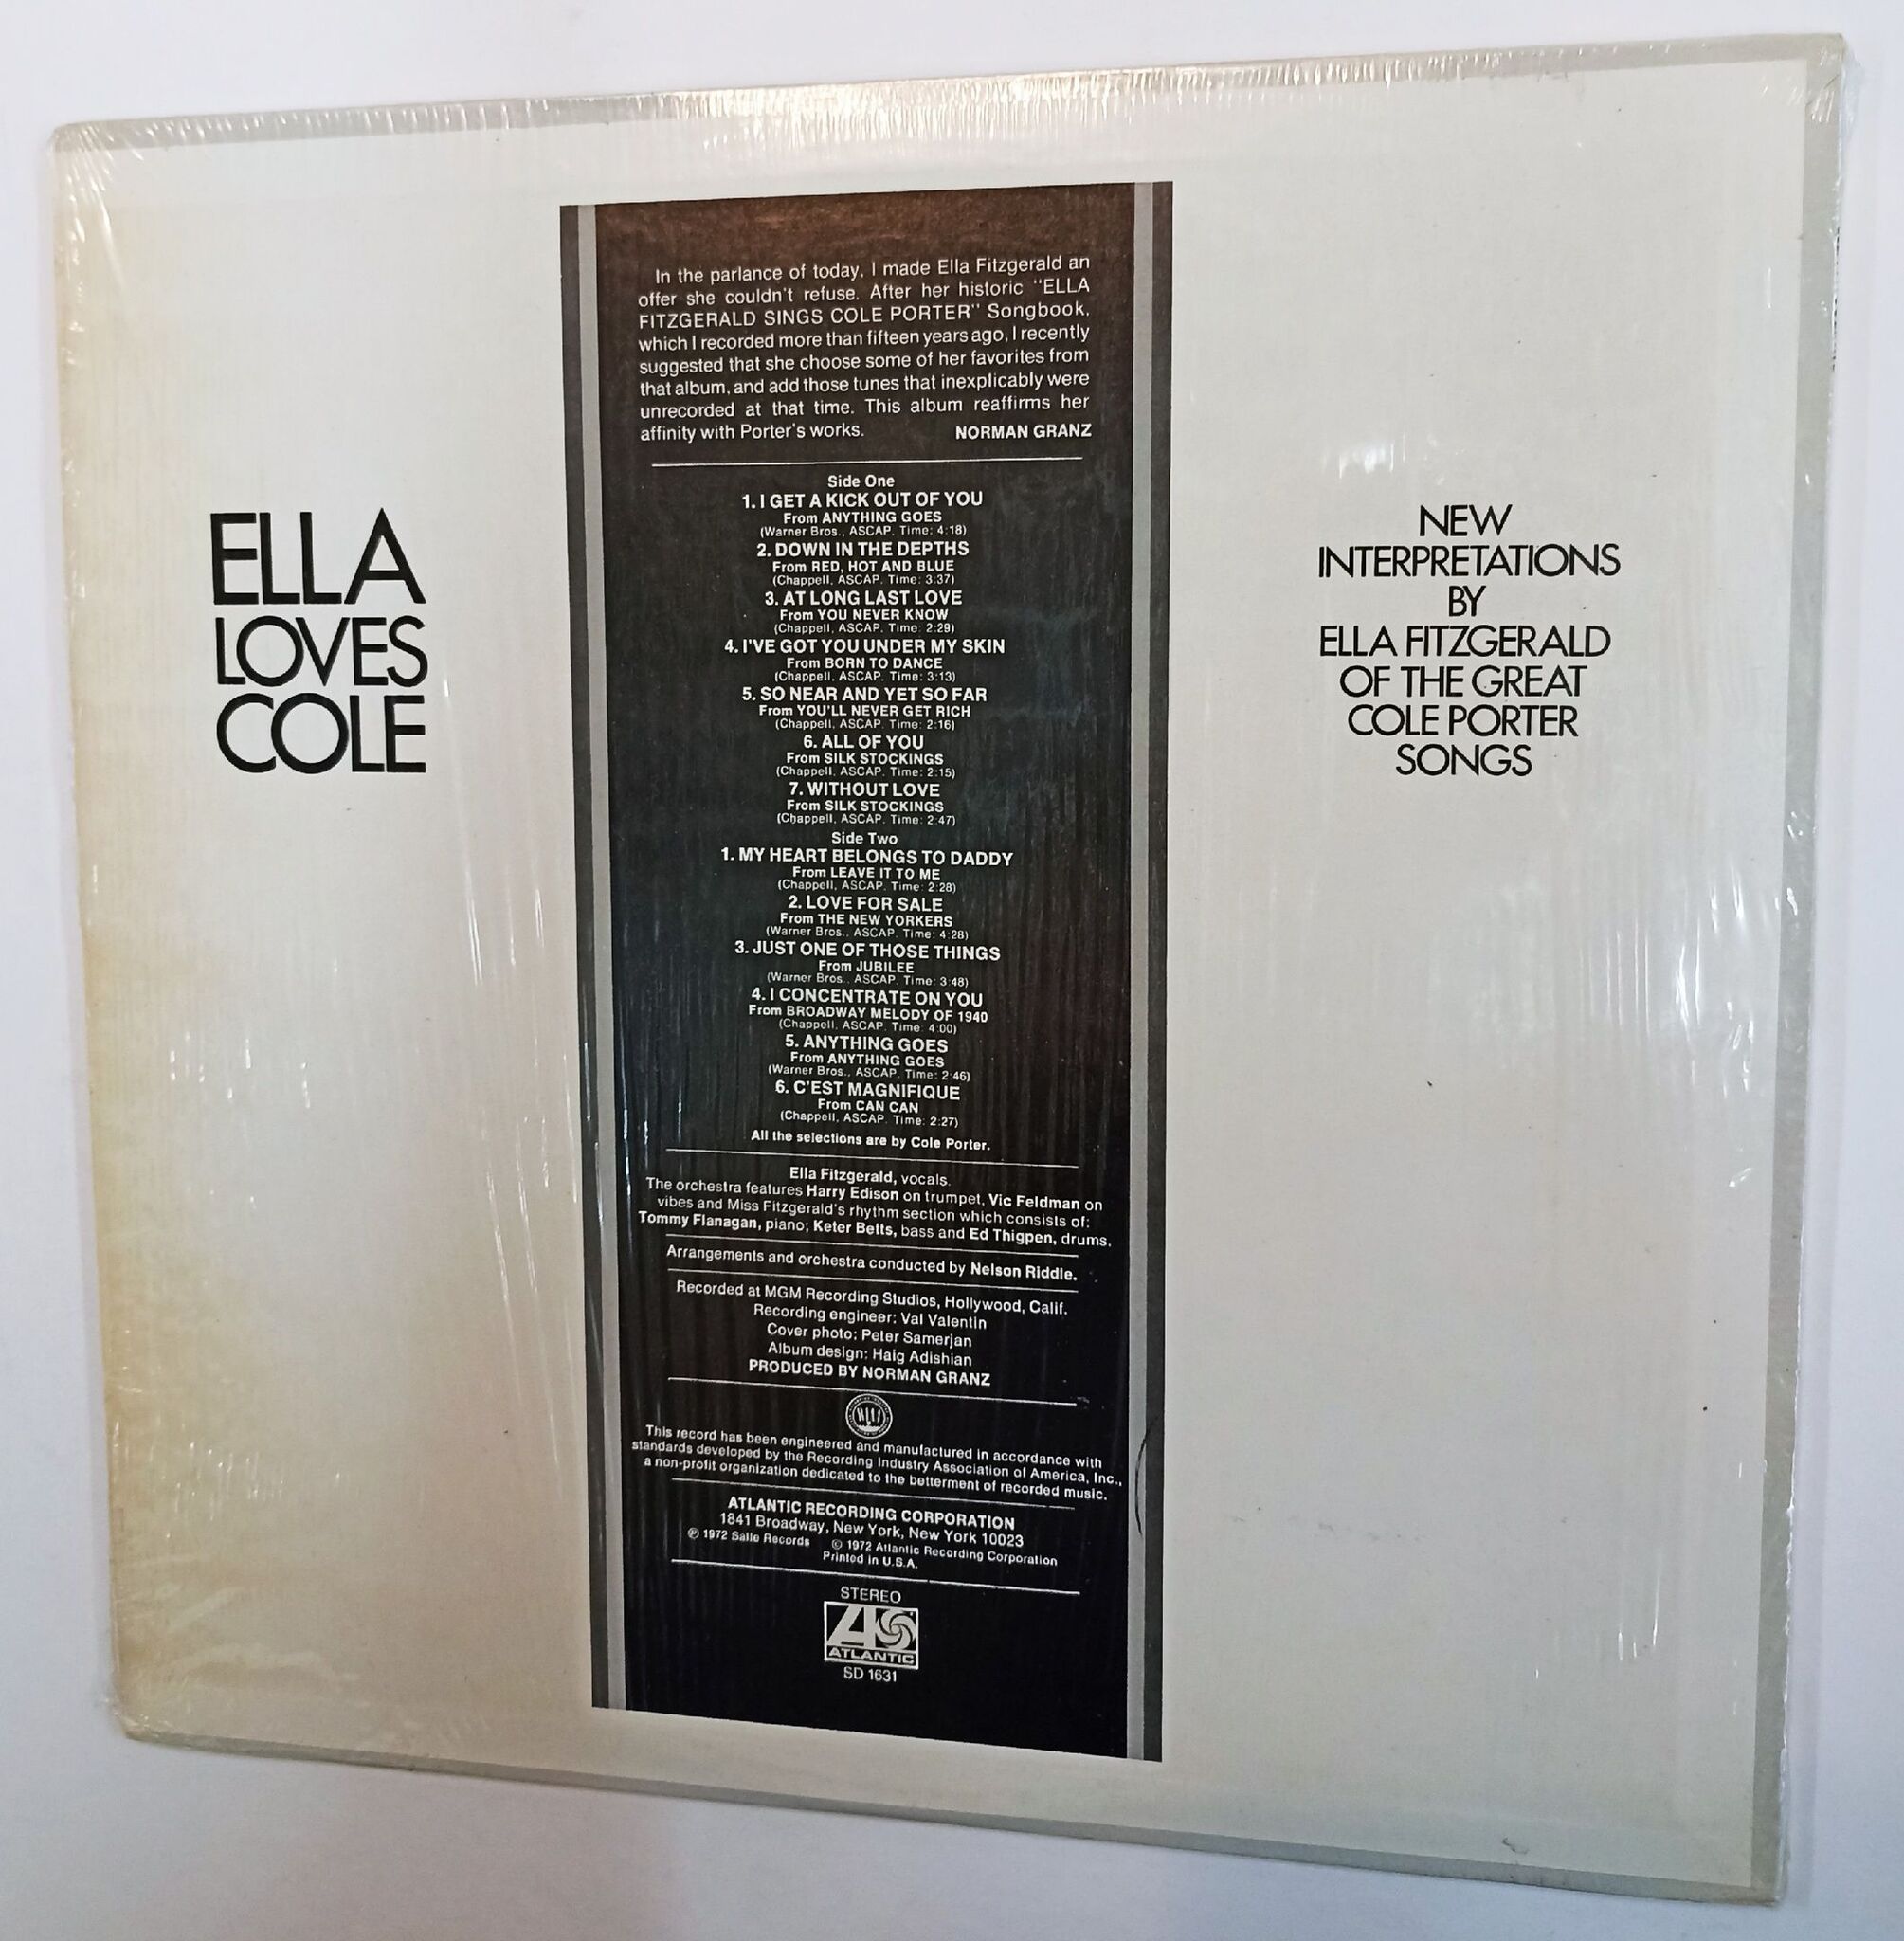 ELLA
LOVES
COLE
In the parlance of today, I made Ella Fitzgerald an
offer she couldn't refuse. After her historic "ELLA
FITZGERALD SINGS COLE PORTER" Songbook,
which I recorded more than fifteen years ago, I recently
suggested that she choose some of her favorites from
that album, and add those tunes that inexplicably were
unrecorded at that time. This album reaffirms her
affinity with Porter's works. NORMAN GRANZ
Side One
1. I GET A KICK OUT OF YOU
From ANYTHING GOES
(Warner Bros., ASCAP. Time: 4:18)
2. DOWN IN THE DEPTHS
From RED, HOT AND BLUE
(Chappell, ASCAP. Time: 3:37)
3. AT LONG LAST LOVE
From YOU NEVER KNOW
(Chappell, ASCAP. Time: 2:29)
4. I'VE GOT YOU UNDER MY SKIN
From BORN TO DANCE
(Chappell, ASCAP. Time: 3:13)
5. SO NEAR AND YET SO FAR
From YOU'LL NEVER GET RICH
(Chappell, ASCAP. Time: 2:16)
6. ALL OF YOU
From SILK STOCKINGS
(Chappell, ASCAP. Time: 2:15)
7. WITHOUT LOVE
From SILK STOCKINGS
(Chappell, ASCAP. Time: 2:47)
Side Two
1. MY HEART BELONGS TO DADDY
From LEAVE IT TO ME
(Chappell, ASCAP. Time: 2:28)
2. LOVE FOR SALE
From THE NEW YORKERS
(Warner Bros., ASCAP. Time: 4:28)
3. JUST ONE OF THOSE THINGS
From JUBILEE
(Warner Bros., ASCAP. Time: 3:48)
4. I CONCENTRATE ON YOU
From BROADWAY MELODY OF 1940
(Chappell, ASCAP. Time: 4:00)
5. ANYTHING GOES
From ANYTHING GOES
(Warner Bros., ASCAP. Time: 2:46)
6. C'EST MAGNIFIQUE
From CAN CAN
(Chappell, ASCAP. Time: 2:27)
All the selections are by Cole Porter.
Ella Fitzgerald, vocals.
The orchestra features Harry Edison on trumpet, Vic Feldman on
vibes and Miss Fitzgerald's rhythm section which consists of:
Tommy Flanagan, piano; Keter Betts, bass and Ed Thigpen, drums.
Arrangements and orchestra conducted by Nelson Riddle.
Recorded at MGM Recording Studios, Hollywood, Calif.
Recording engineer: Val Valentin
Cover photo: Peter Samerjan
Album design: Haig Adishian
PRODUCED BY NORMAN GRANZ
This record has been engineered and manufactured in accordance with
standards developed by the Recording Industry Association of America, Inc.,
a non-profit organization dedicated to the betterment of recorded music.
ATLANTIC RECORDING CORPORATION
1841 Broadway, New York, New York 10023
℗ 1972 Salle Records © 1972 Atlantic Recording Corporation
Printed in U.S.A.
STEREO
ATLANTIC
SD 1631
NEW
INTERPRETATIONS
BY
ELLA FITZGERALD
OF THE GREAT
COLE PORTER
SONGS